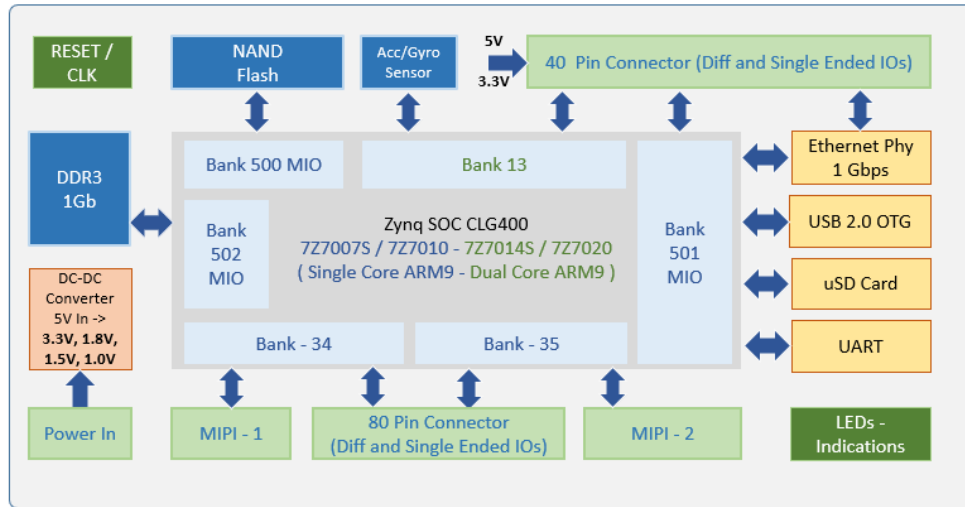 RESET /
CLK
NAND
Flash
Acc/Gyro
Sensor
5V
3.3V
40 Pin Connector (Diff and Single Ended IOs)
DDR3
1Gb
Bank 500 MIO
Bank 13
Bank
502
MIO
Zynq SOC CLG400
7Z7007S / 7Z7010 - 7Z7014S / 7Z7020
( Single Core ARM9 - Dual Core ARM9 )
Bank
501
MIO
Ethernet Phy
1 Gbps
USB 2.0 OTG
uSD Card
UART
DC-DC
Converter
5V In ->
3.3V, 1.8V,
1.5V, 1.0V
Bank - 34
Bank - 35
Power In
MIPI - 1
80 Pin Connector
(Diff and Single Ended IOs)
MIPI - 2
LEDs -
Indications